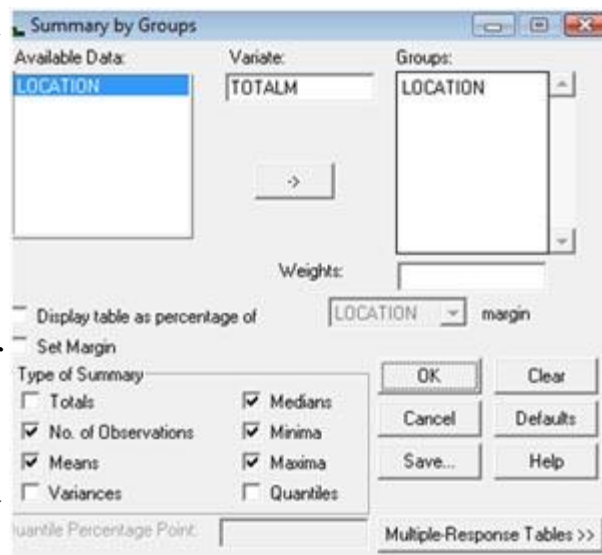 Summary by Groups
Available Data:
Variate:
Groups:
LOCATION
TOTALM
LOCATION
->
Weights:
Display table as percentage of
LOCATION
margin
Set Margin
Type of Summary
Totals
Medians
No. of Observations
Minima
Means
Maxima
Variances
Quantiles
OK
Clear
Cancel
Defaults
Save...
Help
uantile Percentage Point:
Multiple-Response Tables >>